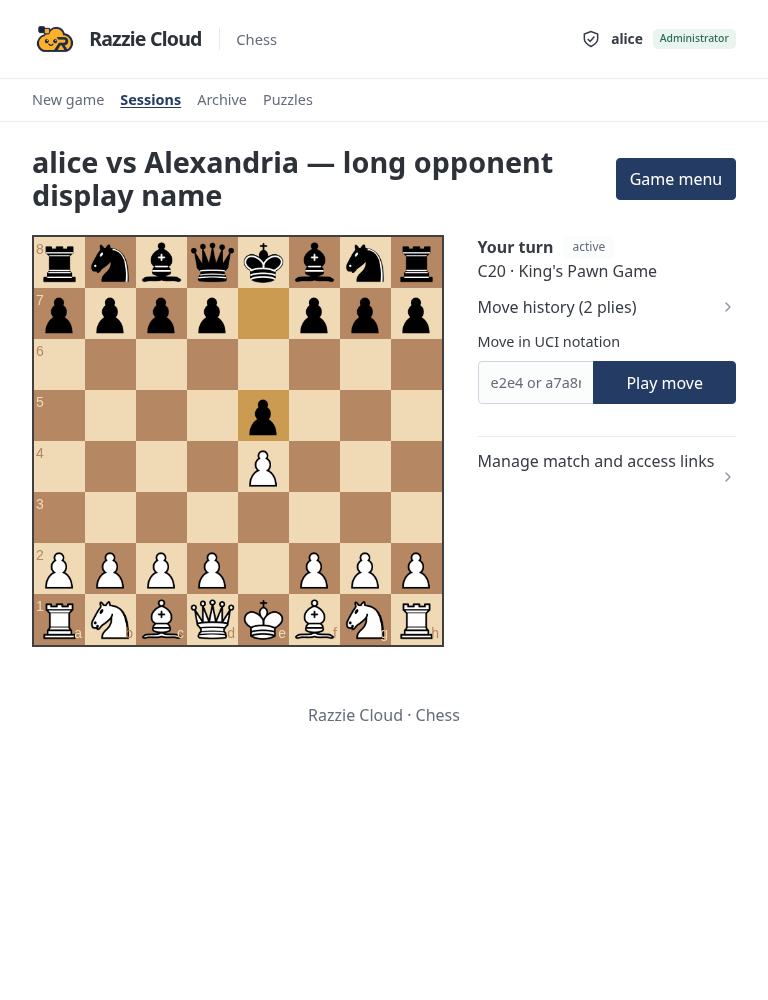 Razzie Cloud
Chess
alice
Administrator
New game
Sessions
Archive
Puzzles
alice vs Alexandria — long opponent
display name
Game menu
8
7
6
5
4
3
2
1
a
b
c
d
e
f
g
h
Your turn
active
C20 · King's Pawn Game
Move history (2 plies)
Move in UCI notation
e2e4 or a7a8
Play move
Manage match and access links
Razzie Cloud · Chess